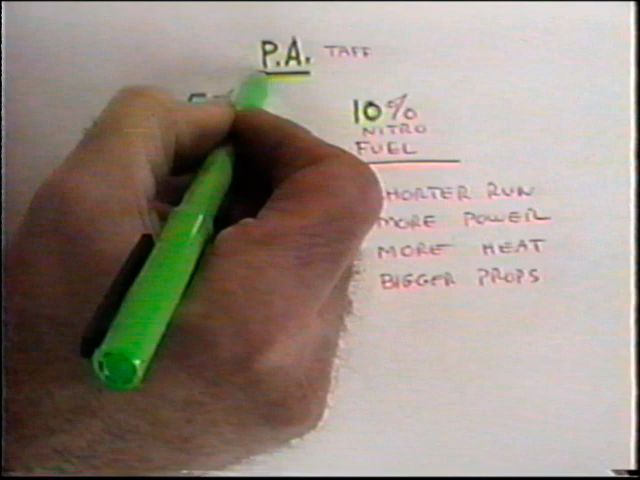 P.A. TAFF
10%
NITRO
FUEL
HORTER RUN
MORE POWER
MORE HEAT
BIGGER PROPS